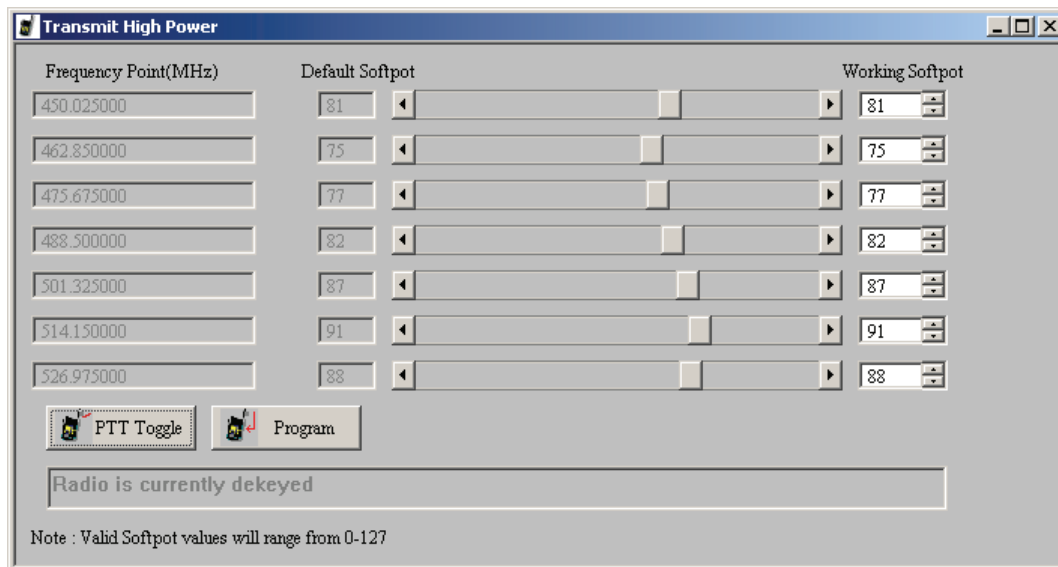 Transmit High Power
Frequency Point(MHz) Default Softpot Working Softpot
450.025000 81 81
462.850000 75 75
475.675000 77 77
488.500000 82 82
501.325000 87 87
514.150000 91 91
526.975000 88 88
PTT Toggle Program
Radio is currently dekeyed
Note : Valid Softpot values will range from 0-127